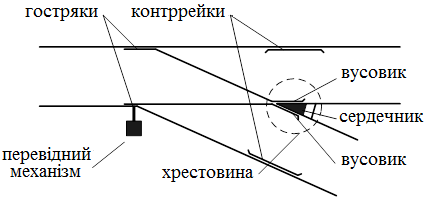 гостряки контррейки
вусовик
сердечник
вусовик
перевідний
механізм
хрестовина